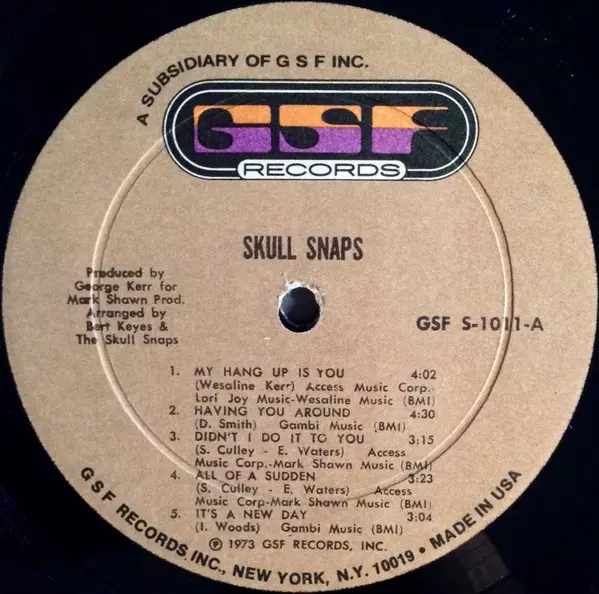 A SUBSIDIARY OF G S F INC.
GSF
RECORDS
SKULL SNAPS
Produced by
George Kerr for
Mark Shawn Prod.
Arranged by
Bert Keyes &
The Skull Snaps
GSF S-1011-A
1. MY HANG UP IS YOU 4:02
(Wesaline Kerr) Access Music Corp.
Lori Joy Music-Wesaline Music (BMI)
2. HAVING YOU AROUND 4:30
(D. Smith) Gambi Music (BMI)
3. DIDN'T I DO IT TO YOU 3:15
(S. Culley - E. Waters) Access
Music Corp.-Mark Shawn Music (BMI)
4. ALL OF A SUDDEN 3:23
(S. Culley - E. Waters) Access
Music Corp-Mark Shawn Music (BMI)
5. IT'S A NEW DAY 3:04
(I. Woods) Gambi Music (BMI)
℗ 1973 GSF RECORDS, INC.
G S F RECORDS INC., NEW YORK, N.Y. 10019 • MADE IN USA